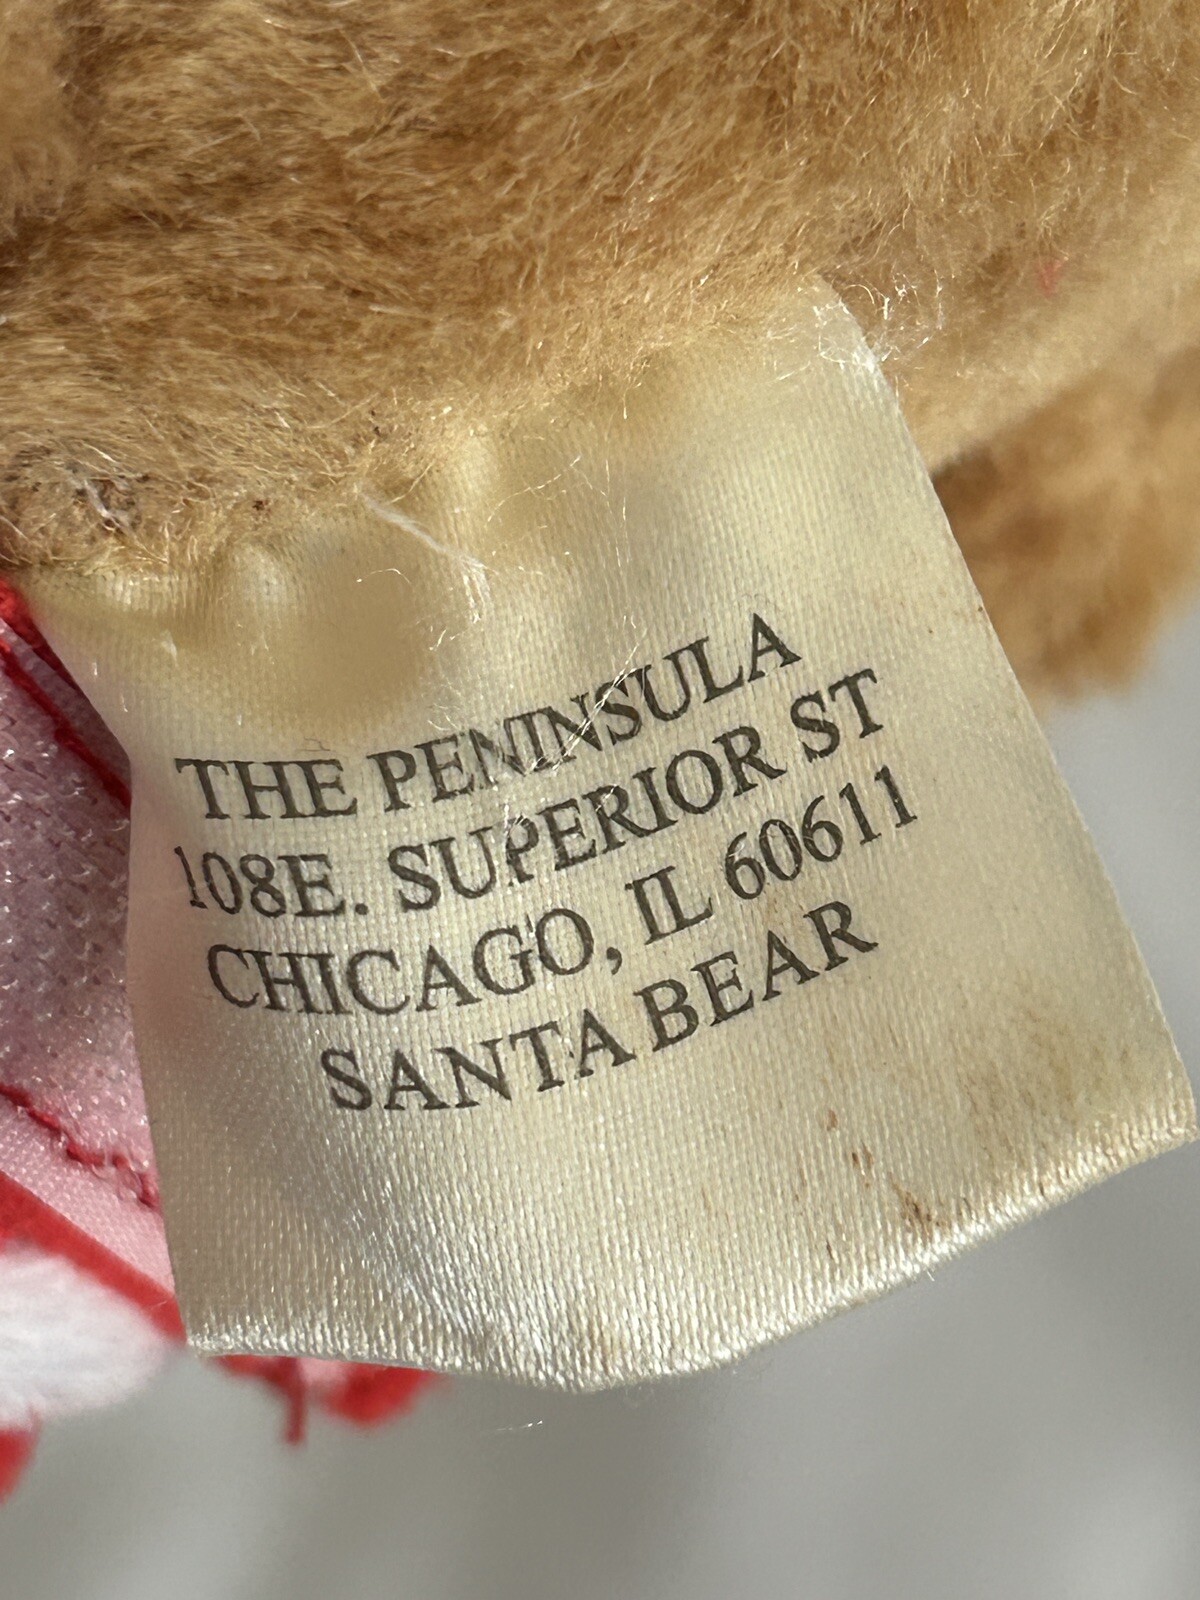 THE PENINSULA
108E. SUPERIOR ST
CHICAGO, IL 60611
SANTA BEAR